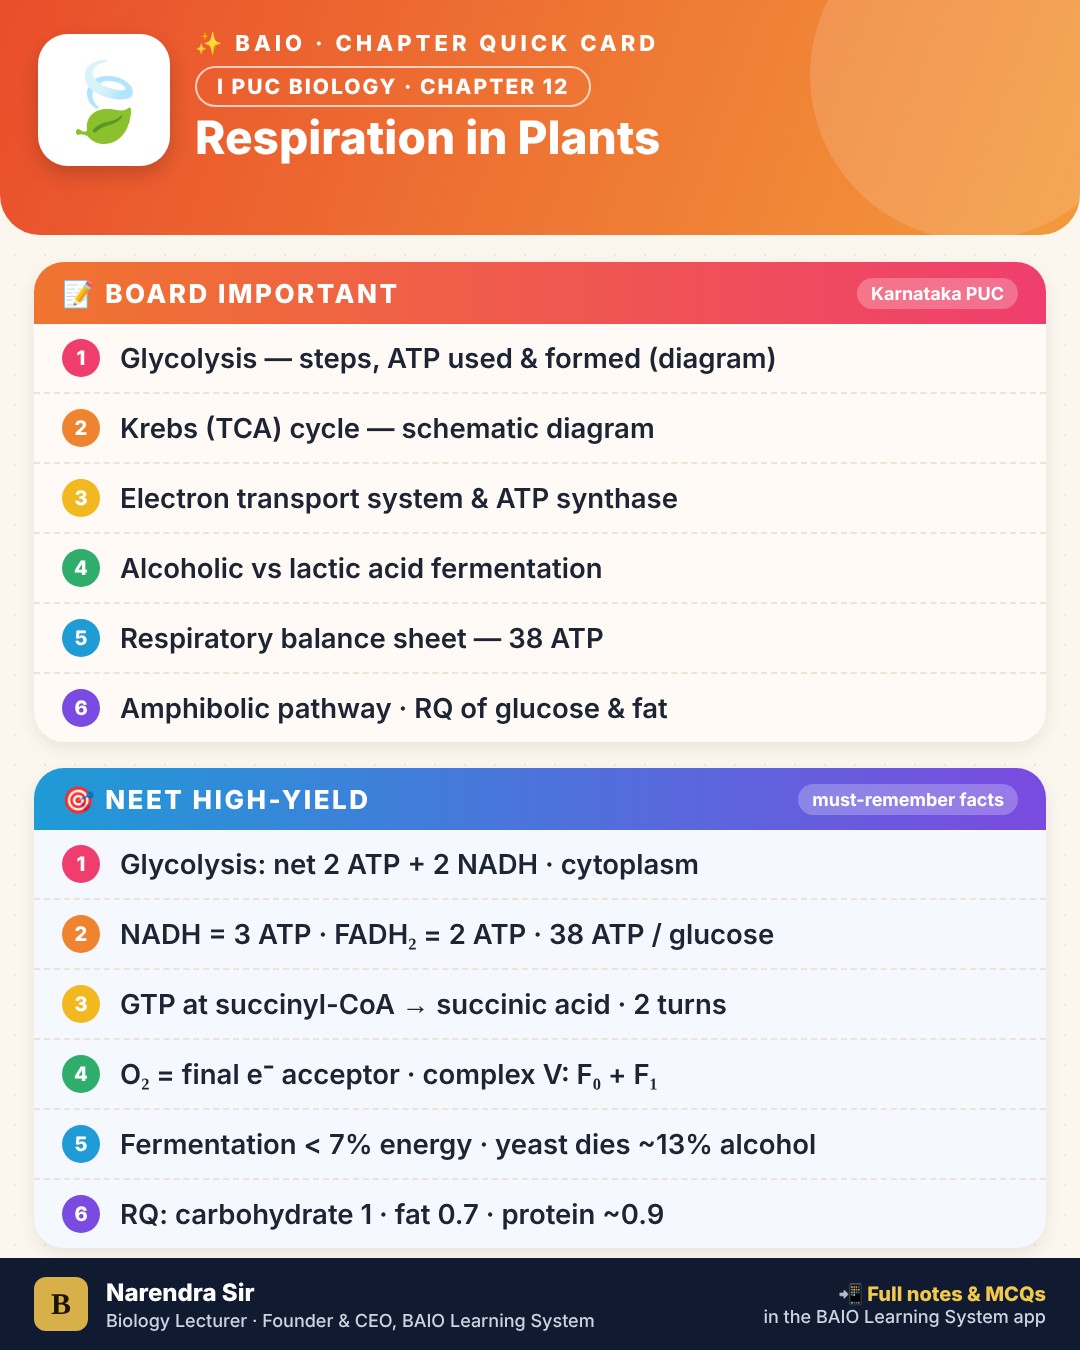 ✨ BAIO · CHAPTER QUICK CARD
I PUC BIOLOGY · CHAPTER 12
Respiration in Plants
📝 BOARD IMPORTANT
Karnataka PUC
1 Glycolysis — steps, ATP used & formed (diagram)
2 Krebs (TCA) cycle — schematic diagram
3 Electron transport system & ATP synthase
4 Alcoholic vs lactic acid fermentation
5 Respiratory balance sheet — 38 ATP
6 Amphibolic pathway · RQ of glucose & fat
🎯 NEET HIGH-YIELD
must-remember facts
1 Glycolysis: net 2 ATP + 2 NADH · cytoplasm
2 NADH = 3 ATP · FADH₂ = 2 ATP · 38 ATP / glucose
3 GTP at succinyl-CoA → succinic acid · 2 turns
4 O₂ = final e⁻ acceptor · complex V: F₀ + F₁
5 Fermentation < 7% energy · yeast dies ~13% alcohol
6 RQ: carbohydrate 1 · fat 0.7 · protein ~0.9
B
Narendra Sir
Biology Lecturer · Founder & CEO, BAIO Learning System
📲 Full notes & MCQs
in the BAIO Learning System app